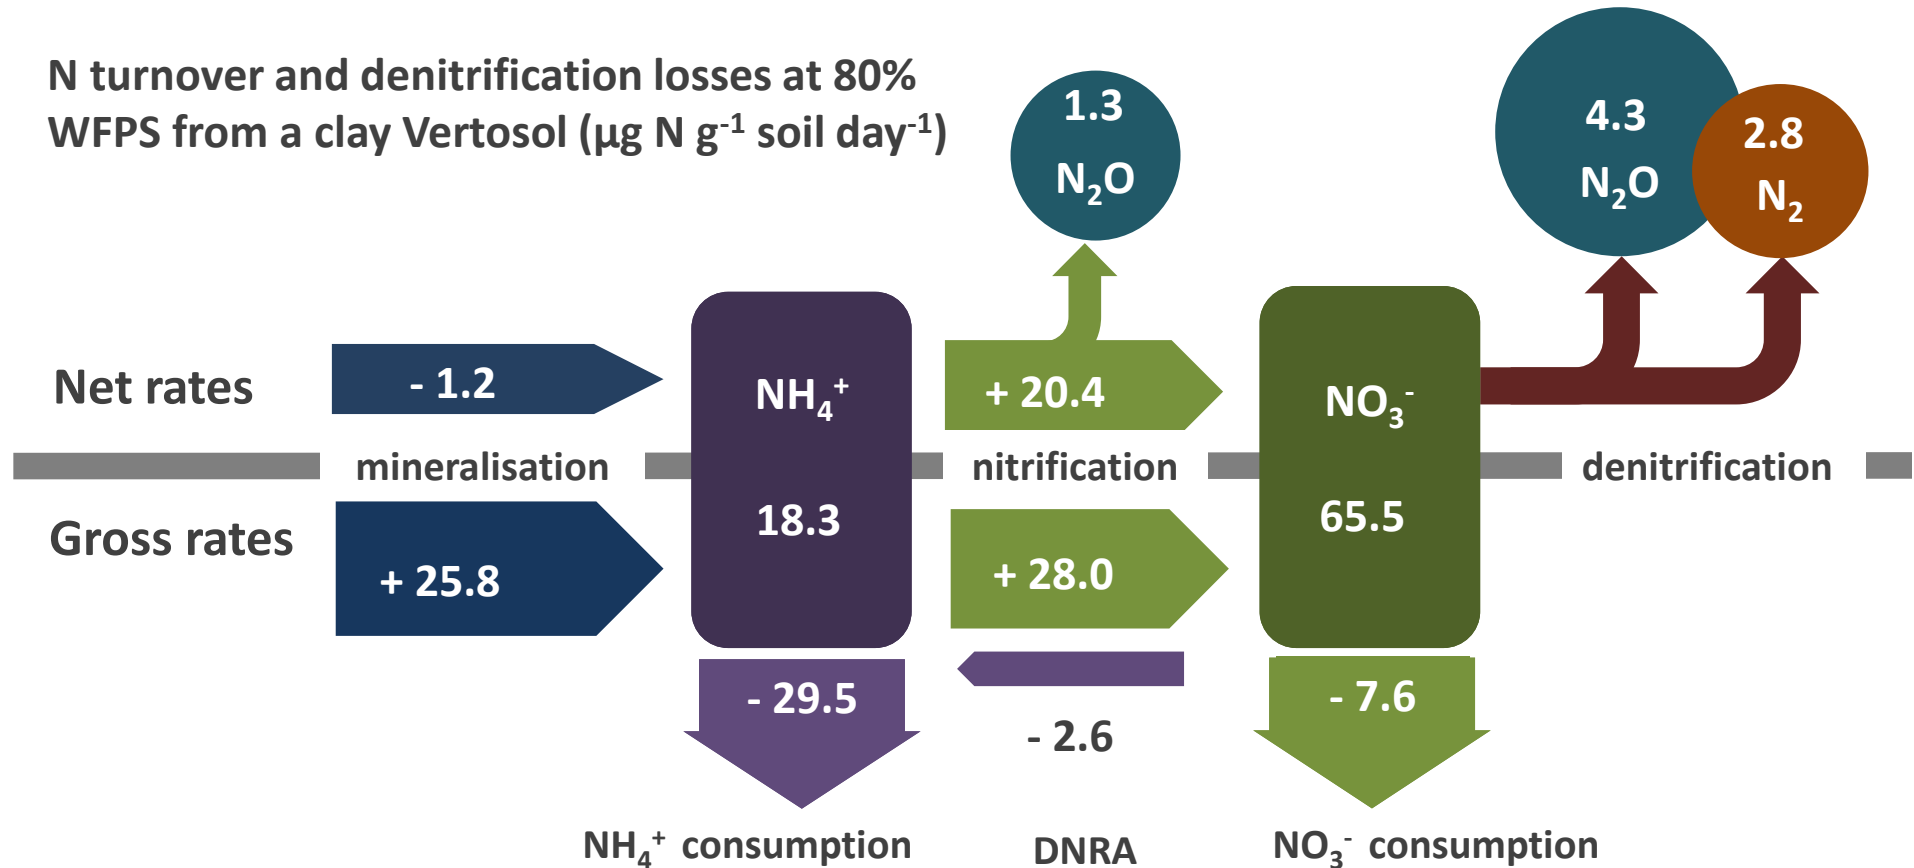 N turnover and denitrification losses at 80%
WFPS from a clay Vertosol (µg N g⁻¹ soil day⁻¹)
1.3
N₂O
4.3
N₂O
2.8
N₂
Net rates
- 1.2
NH₄⁺
+ 20.4
NO₃⁻
mineralisation
nitrification
denitrification
Gross rates
+ 25.8
18.3
+ 28.0
65.5
- 29.5
- 2.6
- 7.6
NH₄⁺ consumption
DNRA
NO₃⁻ consumption